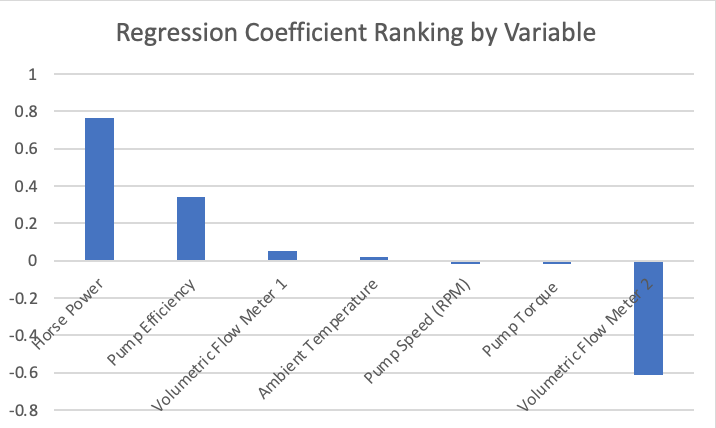 Regression Coefficient Ranking by Variable
1
0.8
0.6
0.4
0.2
0
-0.2
-0.4
-0.6
-0.8
Horse Power
Pump Efficiency
Volumetric Flow Meter 1
Ambient Temperature
Pump Speed (RPM)
Pump Torque
Volumetric Flow Meter 2